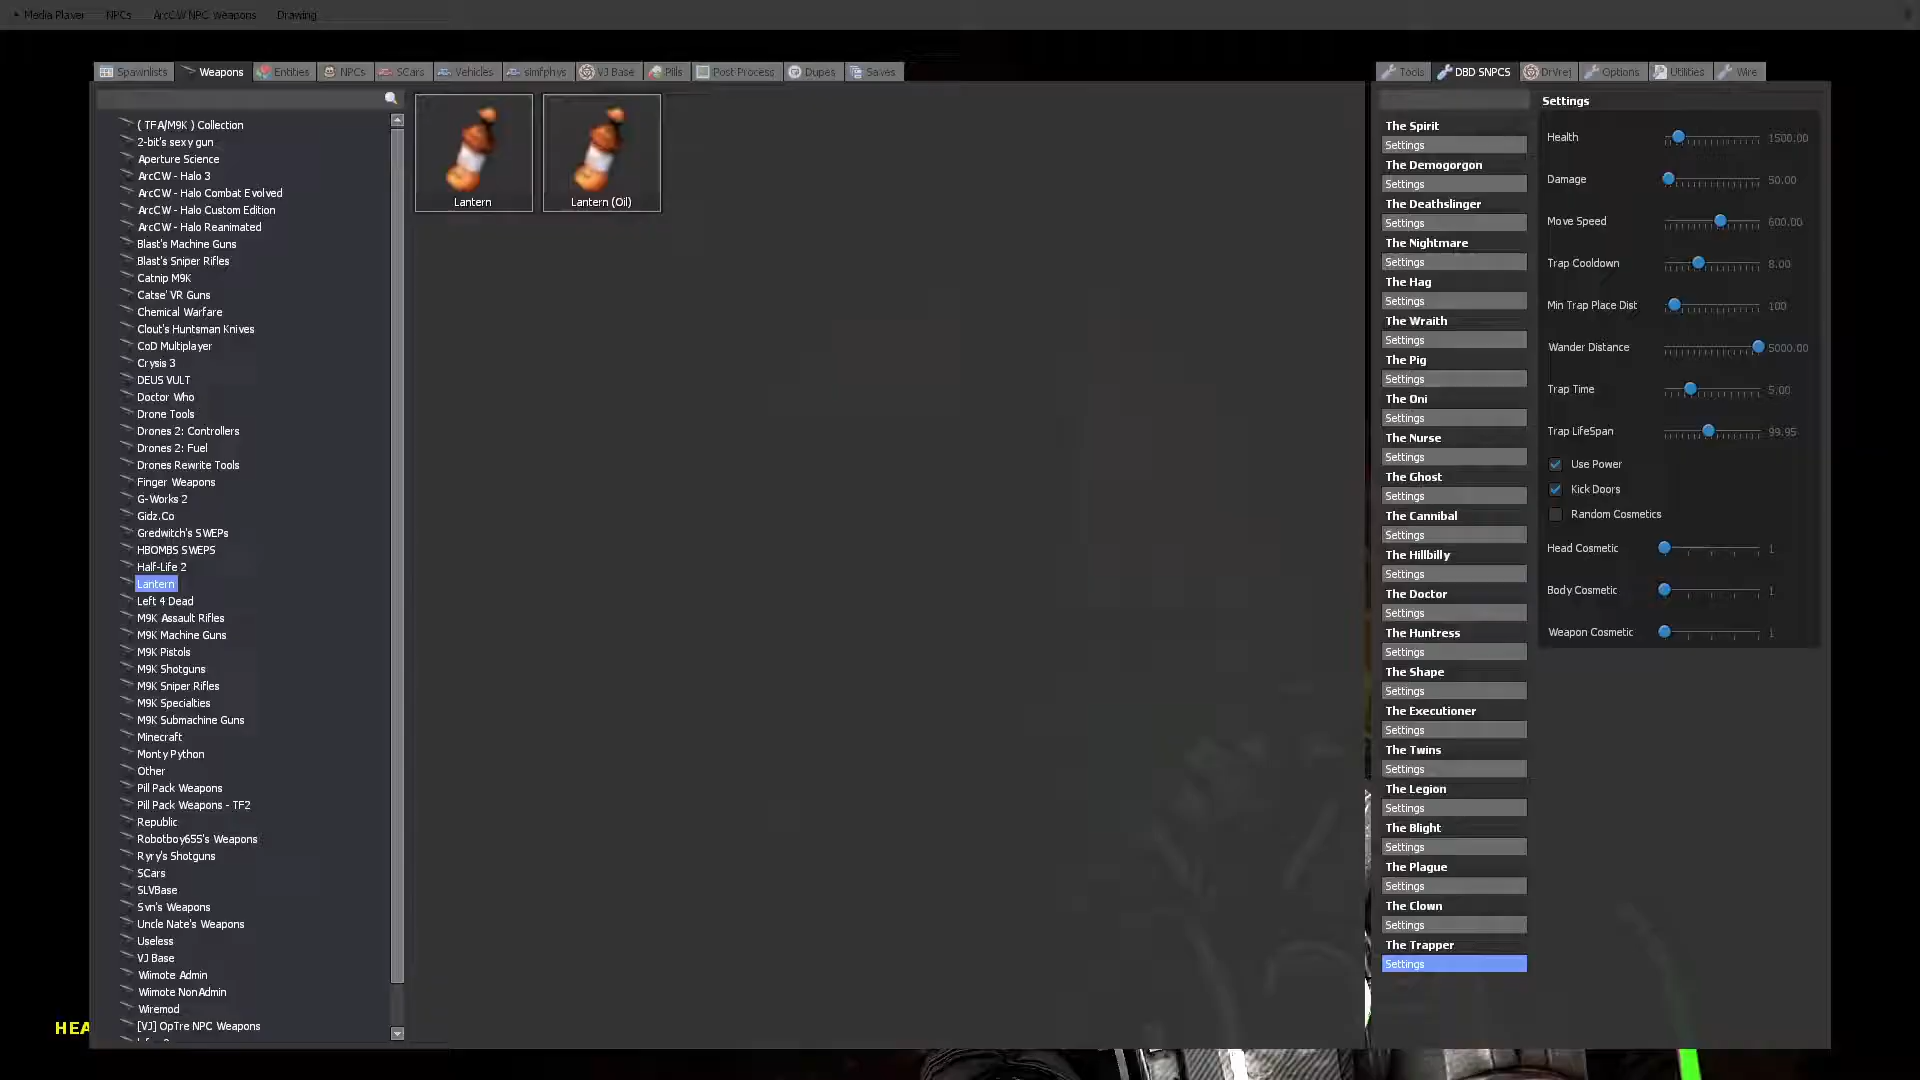 Media Player NPCs ArcCW NPC Weapons Drawing
Spawnlists Weapons Entities NPCs SCars Vehicles simfphys VJ Base Pills Post Process Dupes Saves
( TFA/M9K ) Collection
2-bit's sexy gun
Aperture Science
ArcCW - Halo 3
ArcCW - Halo Combat Evolved
ArcCW - Halo Custom Edition
ArcCW - Halo Reanimated
Blast's Machine Guns
Blast's Sniper Rifles
Catnip M9K
Catse' VR Guns
Chemical Warfare
Clout's Huntsman Knives
CoD Multiplayer
Crysis 3
DEUS VULT
Doctor Who
Drone Tools
Drones 2: Controllers
Drones 2: Fuel
Drones Rewrite Tools
Finger Weapons
G-Works 2
Gidz.Co
Gredwitch's SWEPs
HBOMBS SWEPS
Half-Life 2
Lantern
Left 4 Dead
M9K Assault Rifles
M9K Machine Guns
M9K Pistols
M9K Shotguns
M9K Sniper Rifles
M9K Specialties
M9K Submachine Guns
Minecraft
Monty Python
Other
Pill Pack Weapons
Pill Pack Weapons - TF2
Republic
Robotboy655's Weapons
Ryry's Shotguns
SCars
SLVBase
Svn's Weapons
Uncle Nate's Weapons
Useless
VJ Base
Wimote Admin
Wimote NonAdmin
Wiremod
[VJ] OpTre NPC Weapons
HEA
Lantern
Lantern (Oil)
Tools DBD SNPCS DrVrej Options Utilities Wire
The Spirit
Settings
The Demogorgon
Settings
The Deathslinger
Settings
The Nightmare
Settings
The Hag
Settings
The Wraith
Settings
The Pig
Settings
The Oni
Settings
The Nurse
Settings
The Ghost
Settings
The Cannibal
Settings
The Hillbilly
Settings
The Doctor
Settings
The Huntress
Settings
The Shape
Settings
The Executioner
Settings
The Twins
Settings
The Legion
Settings
The Blight
Settings
The Plague
Settings
The Clown
Settings
The Trapper
Settings
Settings
Health 1500.00
Damage 50.00
Move Speed 600.00
Trap Cooldown 8.00
Min Trap Place Dist 100
Wander Distance 5000.00
Trap Time 5.00
Trap LifeSpan 99.95
Use Power
Kick Doors
Random Cosmetics
Head Cosmetic 1
Body Cosmetic 1
Weapon Cosmetic 1